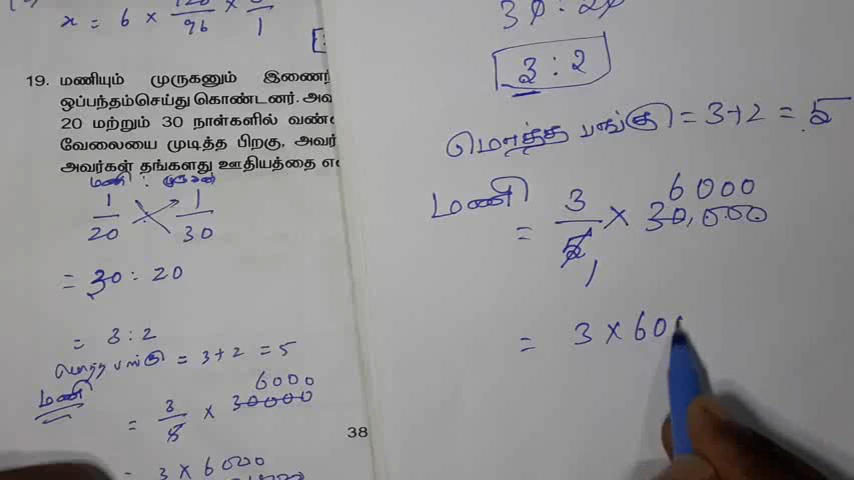 x = 6 × 120/96 × /1
19. மணியும் முருகனும் இணைந்
ஒப்பந்தம்செய்து கொண்டனர். அவ
20 மற்றும் 30 நாள்களில் வண்
வேலையை முடித்த பிறகு, அவர்
அவர்கள் தங்களது ஊதியத்தை எ
மணி : முருகன்
1/20 1/30
= 30 : 20
= 3 : 2
மொத்த பங்கு = 3+2 = 5
மணி
= 3/5 × 30000 6000
= 3 × 6000
38
30 : 20
3 : 2
மொத்த பங்கு = 3+2 = 5
மணி
= 3/5 1 × 30,000 6000
= 3 × 600